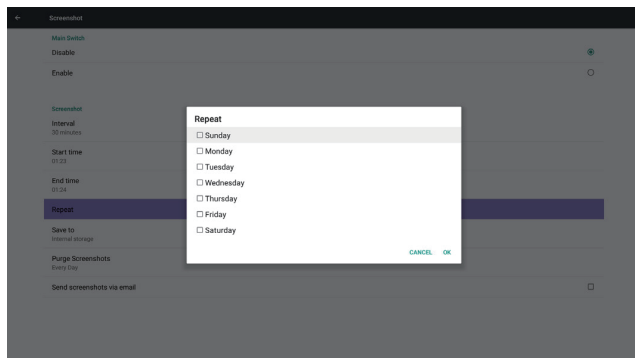 Screenshot
Main Switch
Disable
Enable
Screenshot
Interval
30 minutes
Start time
01:23
End time
01:24
Repeat
Save to
Internal storage
Purge Screenshots
Every Day
Send screenshots via email
Repeat
Sunday
Monday
Tuesday
Wednesday
Thursday
Friday
Saturday
CANCEL OK